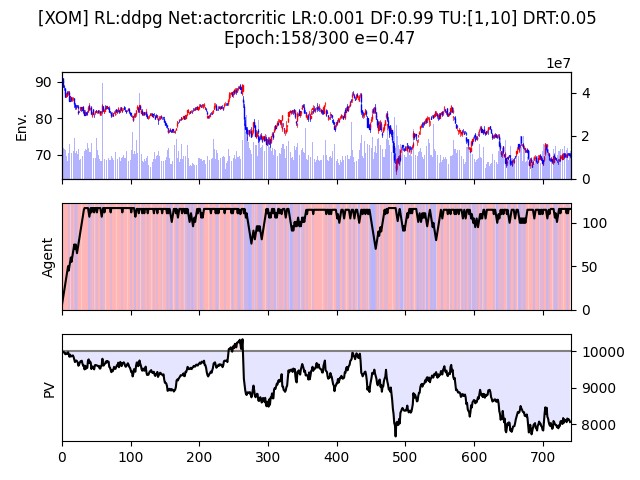 [XOM] RL:ddpg Net:actorcritic LR:0.001 DF:0.99 TU:[1,10] DRT:0.05
Epoch:158/300 e=0.47
1e7
90
80
70
Env.
4
2
0
Agent
100
50
0
PV
10000
9000
8000
0 100 200 300 400 500 600 700